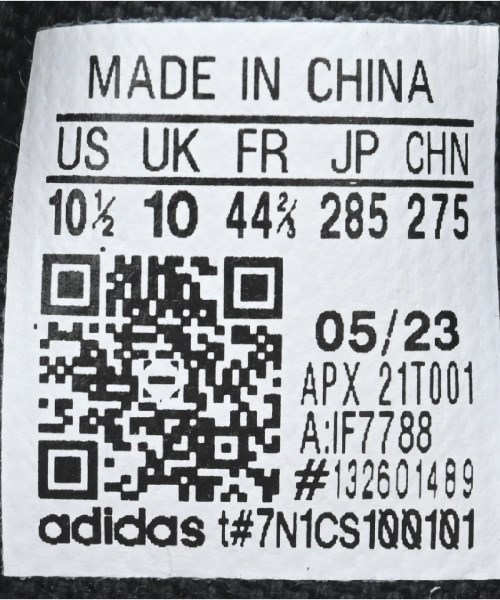 MADE IN CHINA
US UK FR JP CHN
10½ 10 44⅔ 285 275
05/23
APX 21T001
A:IF7788
#132601489
adidas t#7N1CS100101